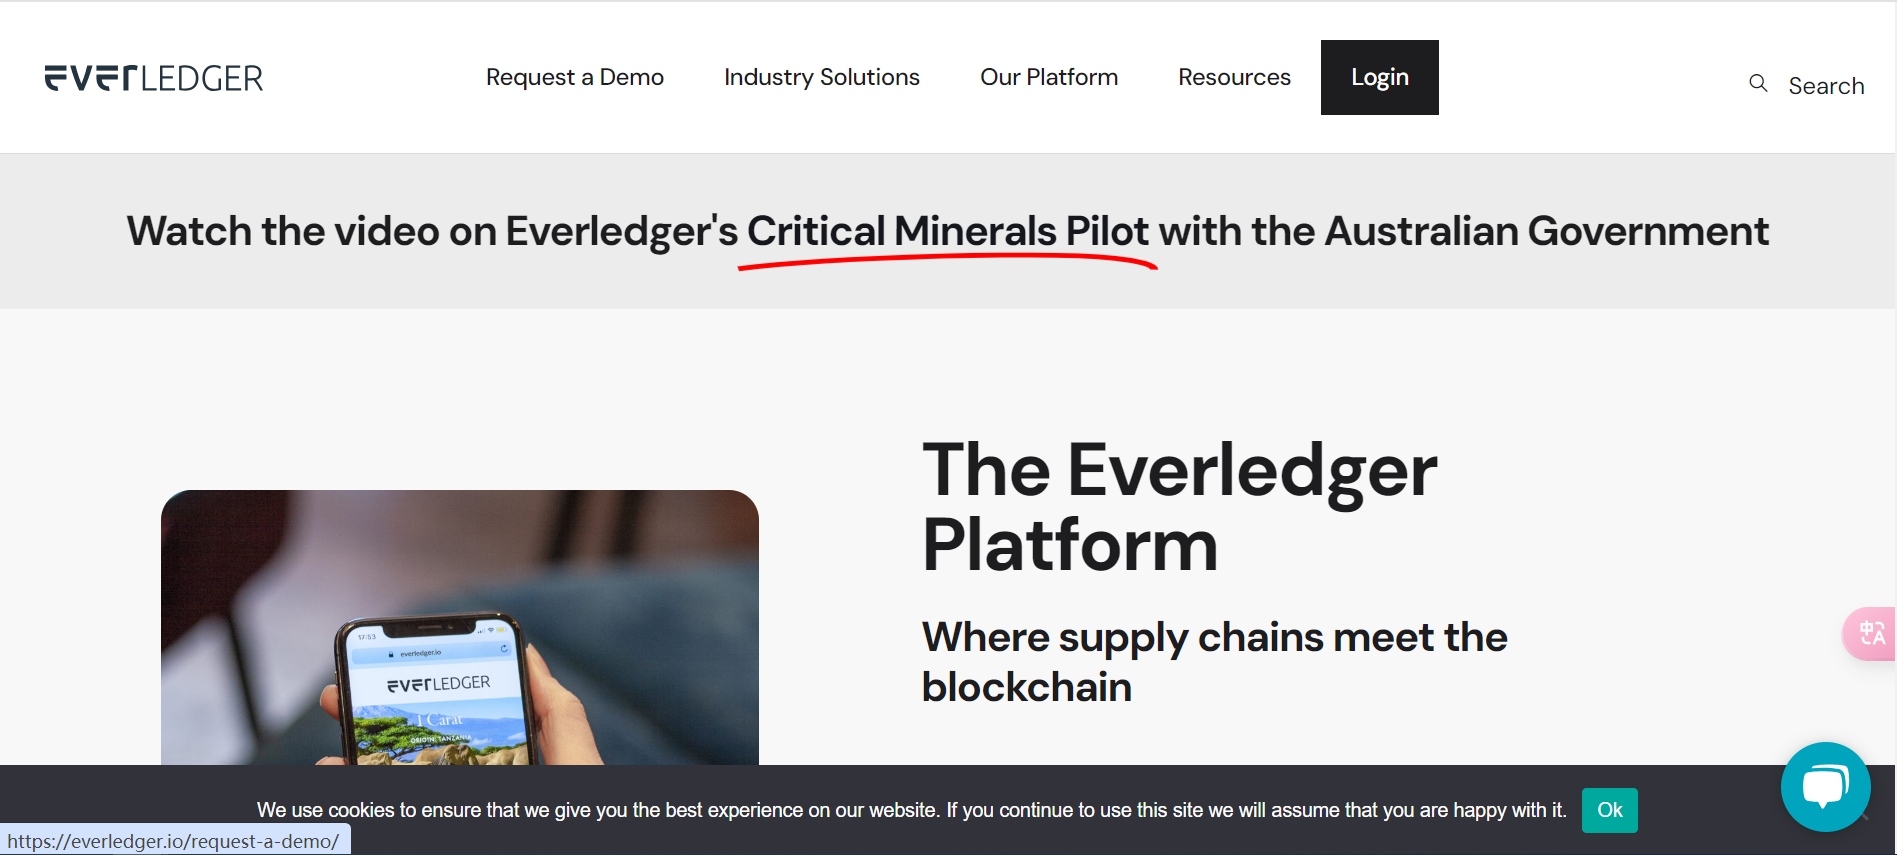 EVERLEDGER
Request a Demo
Industry Solutions
Our Platform
Resources
Login
Search
Watch the video on Everledger's Critical Minerals Pilot with the Australian Government
The Everledger
Platform
Where supply chains meet the
blockchain
17:53
everledger.io
EVERLEDGER
1 Carat
ORIGIN: TANZANIA
中A
We use cookies to ensure that we give you the best experience on our website. If you continue to use this site we will assume that you are happy with it.
Ok
https://everledger.io/request-a-demo/